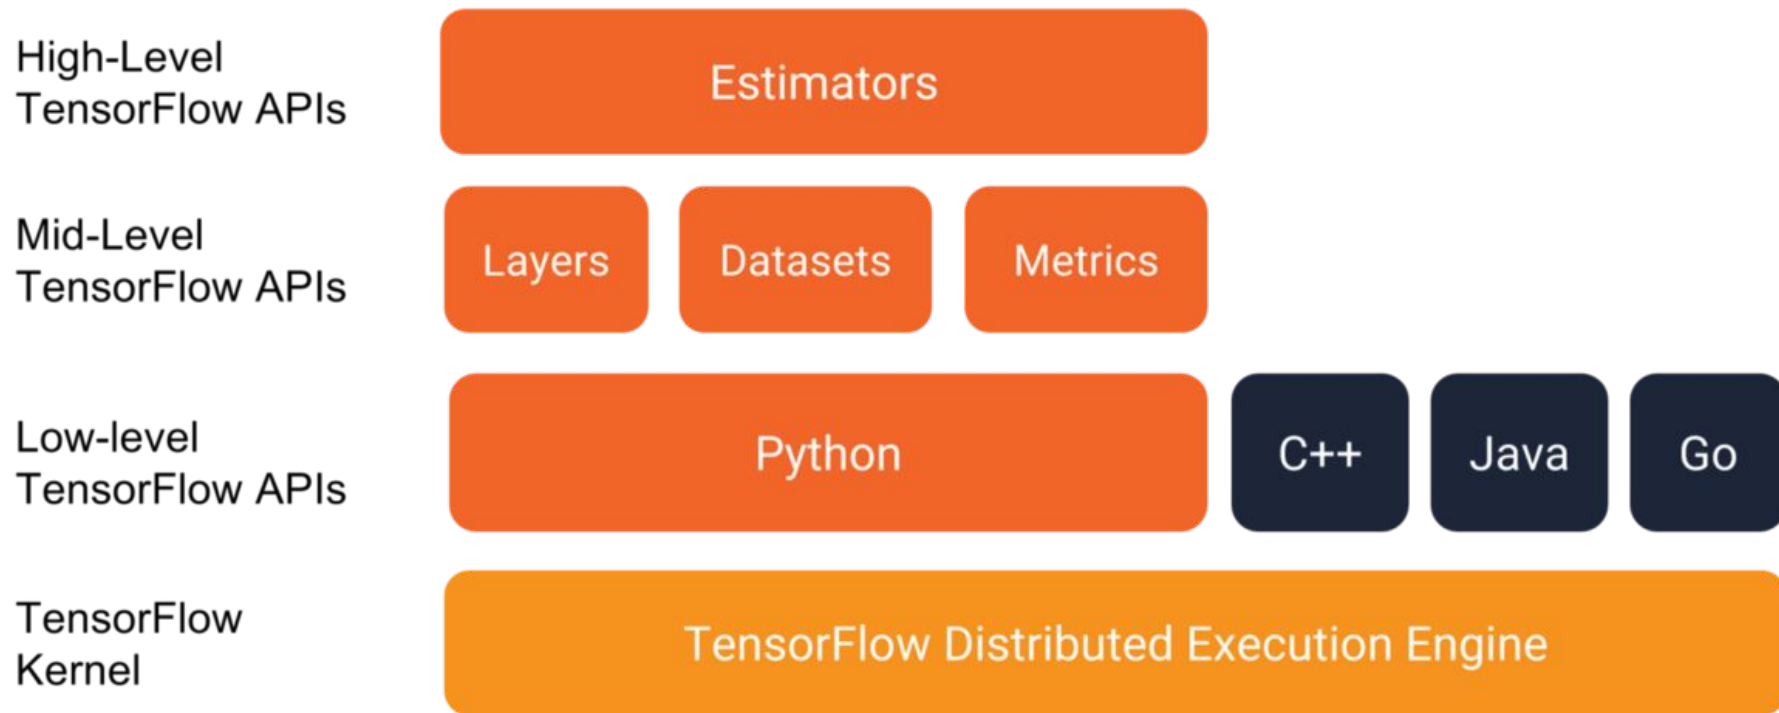 High-Level
TensorFlow APIs
Estimators
Mid-Level
TensorFlow APIs
Layers
Datasets
Metrics
Low-level
TensorFlow APIs
Python
C++
Java
Go
TensorFlow
Kernel
TensorFlow Distributed Execution Engine